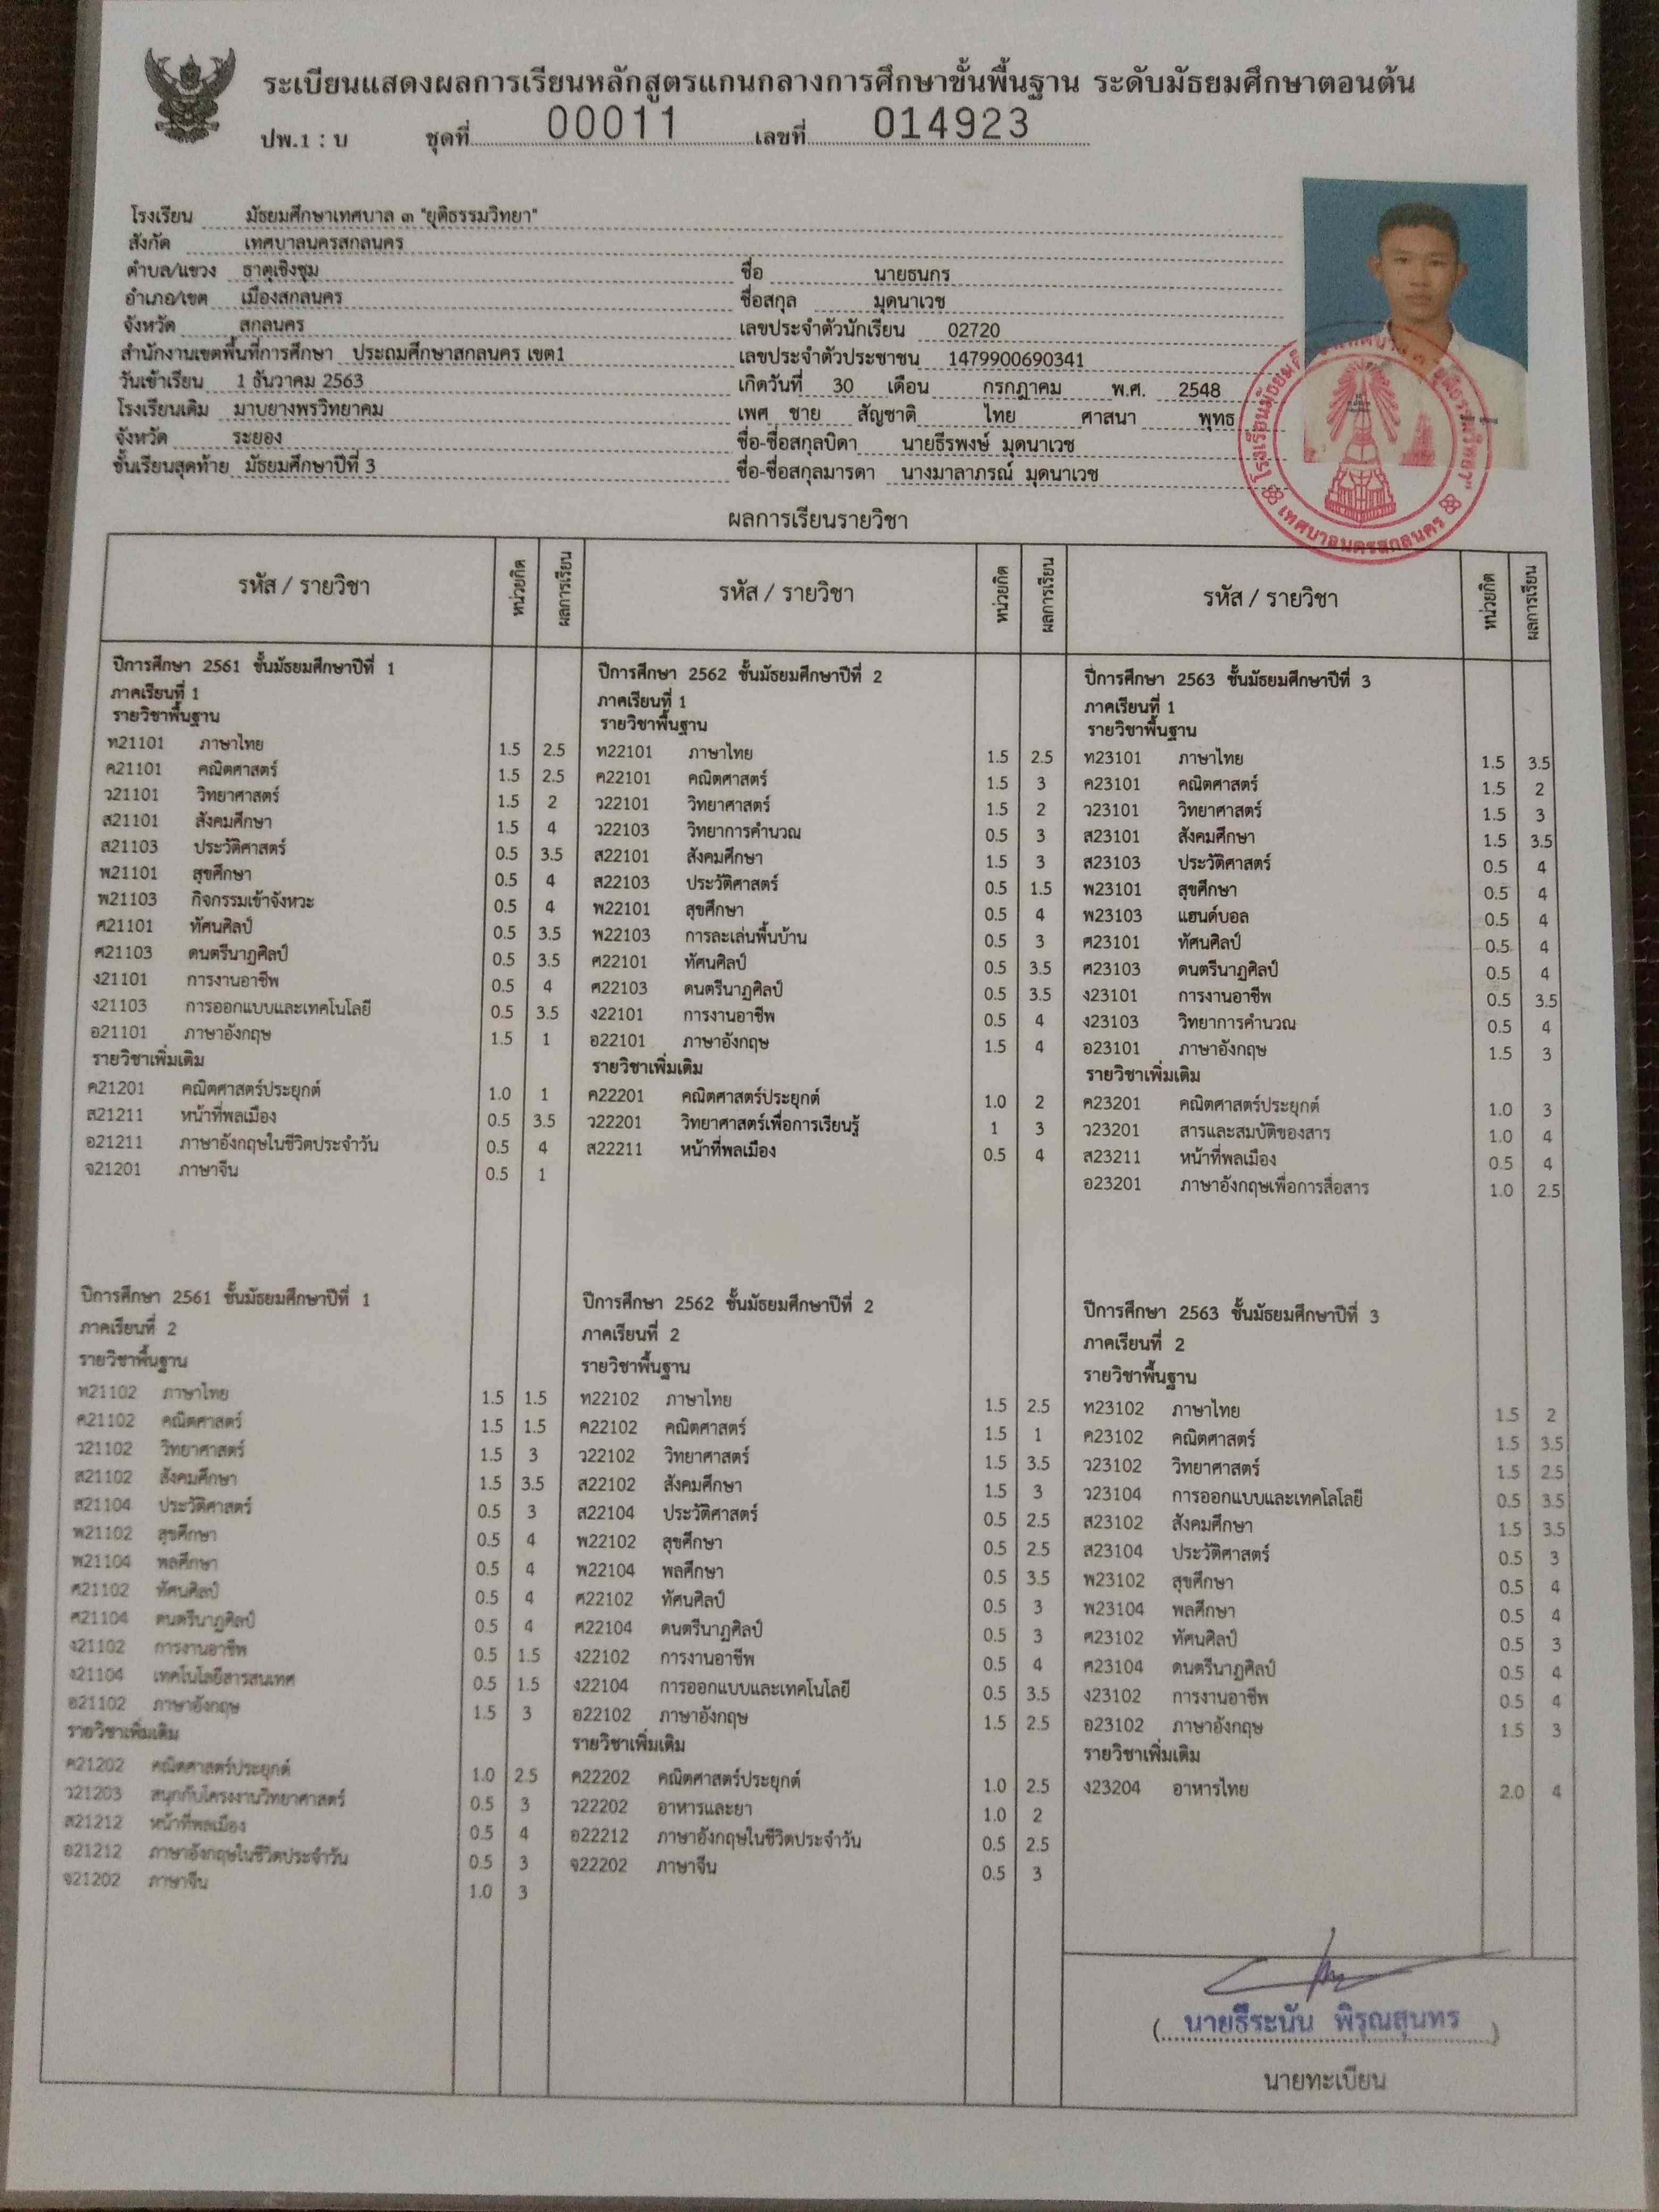 ระเบียนแสดงผลการเรียนหลักสูตรแกนกลางการศึกษาขั้นพื้นฐาน ระดับมัธยมศึกษาตอนต้น
ปพ.1 : บ ชุดที่ 00011 เลขที่ 014923
โรงเรียน มัธยมศึกษาเทศบาล ๓ "ยุติธรรมวิทยา"
สังกัด เทศบาลนครสกลนคร
ตำบล/แขวง ธาตุเชิงชุม
อำเภอ/เขต เมืองสกลนคร
จังหวัด สกลนคร
สำนักงานเขตพื้นที่การศึกษา ประถมศึกษาสกลนคร เขต1
วันเข้าเรียน 1 ธันวาคม 2563
โรงเรียนเดิม มาบยางพรวิทยาคม
จังหวัด ระยอง
ชั้นเรียนสุดท้าย มัธยมศึกษาปีที่ 3
ชื่อ นายธนกร
ชื่อสกุล มุดนาเวช
เลขประจำตัวนักเรียน 02720
เลขประจำตัวประชาชน 1479900690341
เกิดวันที่ 30 เดือน กรกฎาคม พ.ศ. 2548
เพศ ชาย สัญชาติ ไทย ศาสนา พุทธ
ชื่อ-ชื่อสกุลบิดา นายธีรพงษ์ มุดนาเวช
ชื่อ-ชื่อสกุลมารดา นางมาลาภรณ์ มุดนาเวช
เทศบาลนครสกลนคร
ผลการเรียนรายวิชา
รหัส / รายวิชา หน่วยกิต ผลการเรียน รหัส / รายวิชา หน่วยกิต ผลการเรียน รหัส / รายวิชา หน่วยกิต ผลการเรียน
ปีการศึกษา 2561 ชั้นมัธยมศึกษาปีที่ 1
ภาคเรียนที่ 1
รายวิชาพื้นฐาน
ท21101 ภาษาไทย 1.5 2.5
ค21101 คณิตศาสตร์ 1.5 2.5
ว21101 วิทยาศาสตร์ 1.5 2
ส21101 สังคมศึกษา 1.5 4
ส21103 ประวัติศาสตร์ 0.5 3.5
พ21101 สุขศึกษา 0.5 4
พ21103 กิจกรรมเข้าจังหวะ 0.5 4
ศ21101 ทัศนศิลป์ 0.5 3.5
ศ21103 ดนตรีนาฏศิลป์ 0.5 3.5
ง21101 การงานอาชีพ 0.5 4
ง21103 การออกแบบและเทคโนโลยี 0.5 3.5
อ21101 ภาษาอังกฤษ 1.5 1
รายวิชาเพิ่มเติม
ค21201 คณิตศาสตร์ประยุกต์ 1.0 1
ส21211 หน้าที่พลเมือง 0.5 3.5
อ21211 ภาษาอังกฤษในชีวิตประจำวัน 0.5 4
จ21201 ภาษาจีน 0.5 1
ปีการศึกษา 2561 ชั้นมัธยมศึกษาปีที่ 1
ภาคเรียนที่ 2
รายวิชาพื้นฐาน
ท21102 ภาษาไทย 1.5 1.5
ค21102 คณิตศาสตร์ 1.5 1.5
ว21102 วิทยาศาสตร์ 1.5 3
ส21102 สังคมศึกษา 1.5 3.5
ส21104 ประวัติศาสตร์ 0.5 3
พ21102 สุขศึกษา 0.5 4
พ21104 พลศึกษา 0.5 4
ศ21102 ทัศนศิลป์ 0.5 4
ศ21104 ดนตรีนาฏศิลป์ 0.5 4
ง21102 การงานอาชีพ 0.5 1.5
ง21104 เทคโนโลยีสารสนเทศ 0.5 1.5
อ21102 ภาษาอังกฤษ 1.5 3
รายวิชาเพิ่มเติม
ค21202 คณิตศาสตร์ประยุกต์ 1.0 2.5
ว21203 สนุกกับโครงงานวิทยาศาสตร์ 0.5 3
ส21212 หน้าที่พลเมือง 0.5 4
อ21212 ภาษาอังกฤษในชีวิตประจำวัน 0.5 3
จ21202 ภาษาจีน 1.0 3
ปีการศึกษา 2562 ชั้นมัธยมศึกษาปีที่ 2
ภาคเรียนที่ 1
รายวิชาพื้นฐาน
ท22101 ภาษาไทย 1.5 2.5
ค22101 คณิตศาสตร์ 1.5 3
ว22101 วิทยาศาสตร์ 1.5 2
ว22103 วิทยาการคำนวณ 0.5 3
ส22101 สังคมศึกษา 1.5 3
ส22103 ประวัติศาสตร์ 0.5 1.5
พ22101 สุขศึกษา 0.5 4
พ22103 การละเล่นพื้นบ้าน 0.5 3
ศ22101 ทัศนศิลป์ 0.5 3.5
ศ22103 ดนตรีนาฏศิลป์ 0.5 3.5
ง22101 การงานอาชีพ 0.5 4
อ22101 ภาษาอังกฤษ 1.5 4
รายวิชาเพิ่มเติม
ค22201 คณิตศาสตร์ประยุกต์ 1.0 2
ว22201 วิทยาศาสตร์เพื่อการเรียนรู้ 1 3
ส22211 หน้าที่พลเมือง 0.5 4
ปีการศึกษา 2562 ชั้นมัธยมศึกษาปีที่ 2
ภาคเรียนที่ 2
รายวิชาพื้นฐาน
ท22102 ภาษาไทย 1.5 2.5
ค22102 คณิตศาสตร์ 1.5 1
ว22102 วิทยาศาสตร์ 1.5 3.5
ส22102 สังคมศึกษา 1.5 3
ส22104 ประวัติศาสตร์ 0.5 2.5
พ22102 สุขศึกษา 0.5 2.5
พ22104 พลศึกษา 0.5 3.5
ศ22102 ทัศนศิลป์ 0.5 3
ศ22104 ดนตรีนาฏศิลป์ 0.5 3
ง22102 การงานอาชีพ 0.5 4
ง22104 การออกแบบและเทคโนโลยี 0.5 3.5
อ22102 ภาษาอังกฤษ 1.5 2.5
รายวิชาเพิ่มเติม
ค22202 คณิตศาสตร์ประยุกต์ 1.0 2.5
ว22202 อาหารและยา 1.0 2
อ22212 ภาษาอังกฤษในชีวิตประจำวัน 0.5 2.5
จ22202 ภาษาจีน 0.5 3
ปีการศึกษา 2563 ชั้นมัธยมศึกษาปีที่ 3
ภาคเรียนที่ 1
รายวิชาพื้นฐาน
ท23101 ภาษาไทย 1.5 3.5
ค23101 คณิตศาสตร์ 1.5 2
ว23101 วิทยาศาสตร์ 1.5 3
ส23101 สังคมศึกษา 1.5 3.5
ส23103 ประวัติศาสตร์ 0.5 4
พ23101 สุขศึกษา 0.5 4
พ23103 แฮนด์บอล 0.5 4
ศ23101 ทัศนศิลป์ 0.5 4
ศ23103 ดนตรีนาฏศิลป์ 0.5 4
ง23101 การงานอาชีพ 0.5 3.5
ง23103 วิทยาการคำนวณ 0.5 4
อ23101 ภาษาอังกฤษ 1.5 3
รายวิชาเพิ่มเติม
ค23201 คณิตศาสตร์ประยุกต์ 1.0 3
ว23201 สารและสมบัติของสาร 1.0 4
ส23211 หน้าที่พลเมือง 0.5 4
อ23201 ภาษาอังกฤษเพื่อการสื่อสาร 1.0 2.5
ปีการศึกษา 2563 ชั้นมัธยมศึกษาปีที่ 3
ภาคเรียนที่ 2
รายวิชาพื้นฐาน
ท23102 ภาษาไทย 1.5 2
ค23102 คณิตศาสตร์ 1.5 3.5
ว23102 วิทยาศาสตร์ 1.5 2.5
ว23104 การออกแบบและเทคโลโลยี 0.5 3.5
ส23102 สังคมศึกษา 1.5 3.5
ส23104 ประวัติศาสตร์ 0.5 3
พ23102 สุขศึกษา 0.5 4
พ23104 พลศึกษา 0.5 4
ศ23102 ทัศนศิลป์ 0.5 3
ศ23104 ดนตรีนาฏศิลป์ 0.5 4
ง23102 การงานอาชีพ 0.5 4
อ23102 ภาษาอังกฤษ 1.5 3
รายวิชาเพิ่มเติม
ง23204 อาหารไทย 2.0 4
( นายธีระนัน พิรุณสุนทร )
นายทะเบียน